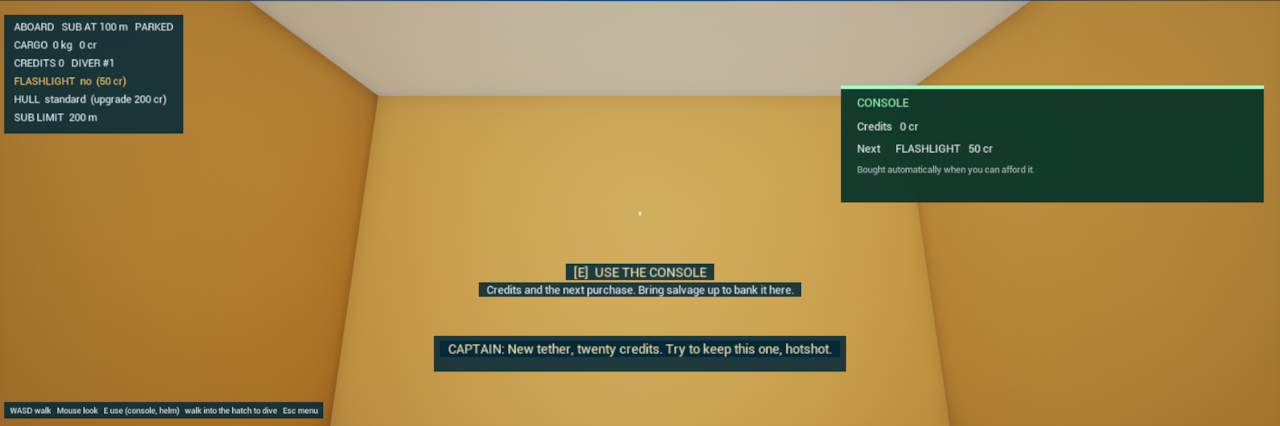 ABOARD SUB AT 100 m PARKED
CARGO 0 kg 0 cr
CREDITS 0 DIVER #1
FLASHLIGHT no (50 cr)
HULL standard (upgrade 200 cr)
SUB LIMIT 200 m
CONSOLE
Credits 0 cr
Next FLASHLIGHT 50 cr
Bought automatically when you can afford it.
[E] USE THE CONSOLE
Credits and the next purchase. Bring salvage up to bank it here.
CAPTAIN: New tether, twenty credits. Try to keep this one, hotshot.
WASD walk Mouse look E use (console, helm) walk into the hatch to dive Esc menu